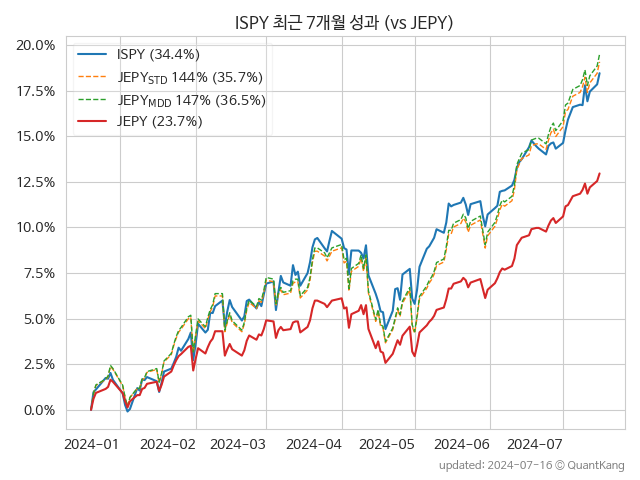 ISPY 최근 7개월 성과 (vs JEPY)
20.0%
17.5%
15.0%
12.5%
10.0%
7.5%
5.0%
2.5%
0.0%
ISPY (34.4%)
JEPYSTD 144% (35.7%)
JEPYMDD 147% (36.5%)
JEPY (23.7%)
2024-01 2024-02 2024-03 2024-04 2024-05 2024-06 2024-07
updated: 2024-07-16 © QuantKang